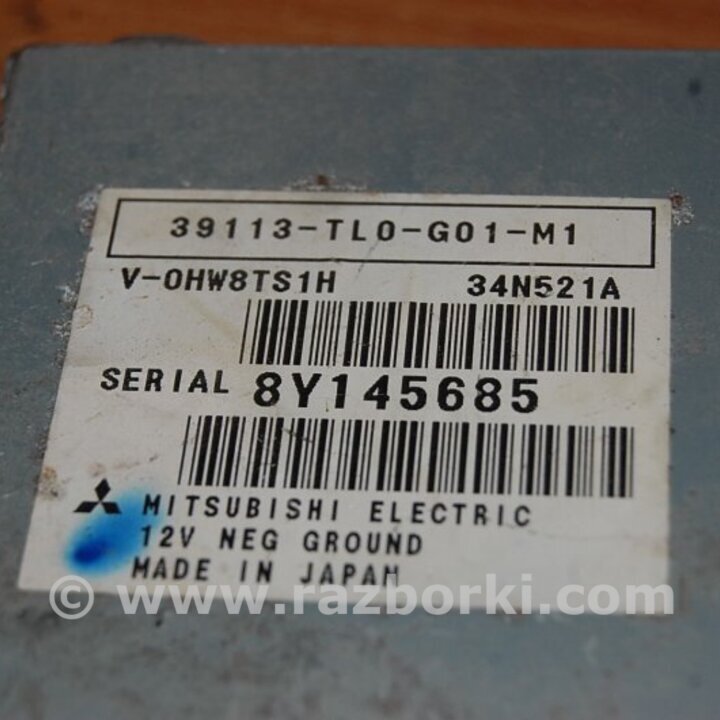 39113-TL0-G01-M1
V-0HW8TS1H 34N521A
SERIAL 8Y145685
MITSUBISHI ELECTRIC
12V NEG GROUND
MADE IN JAPAN
© www.razborki.com